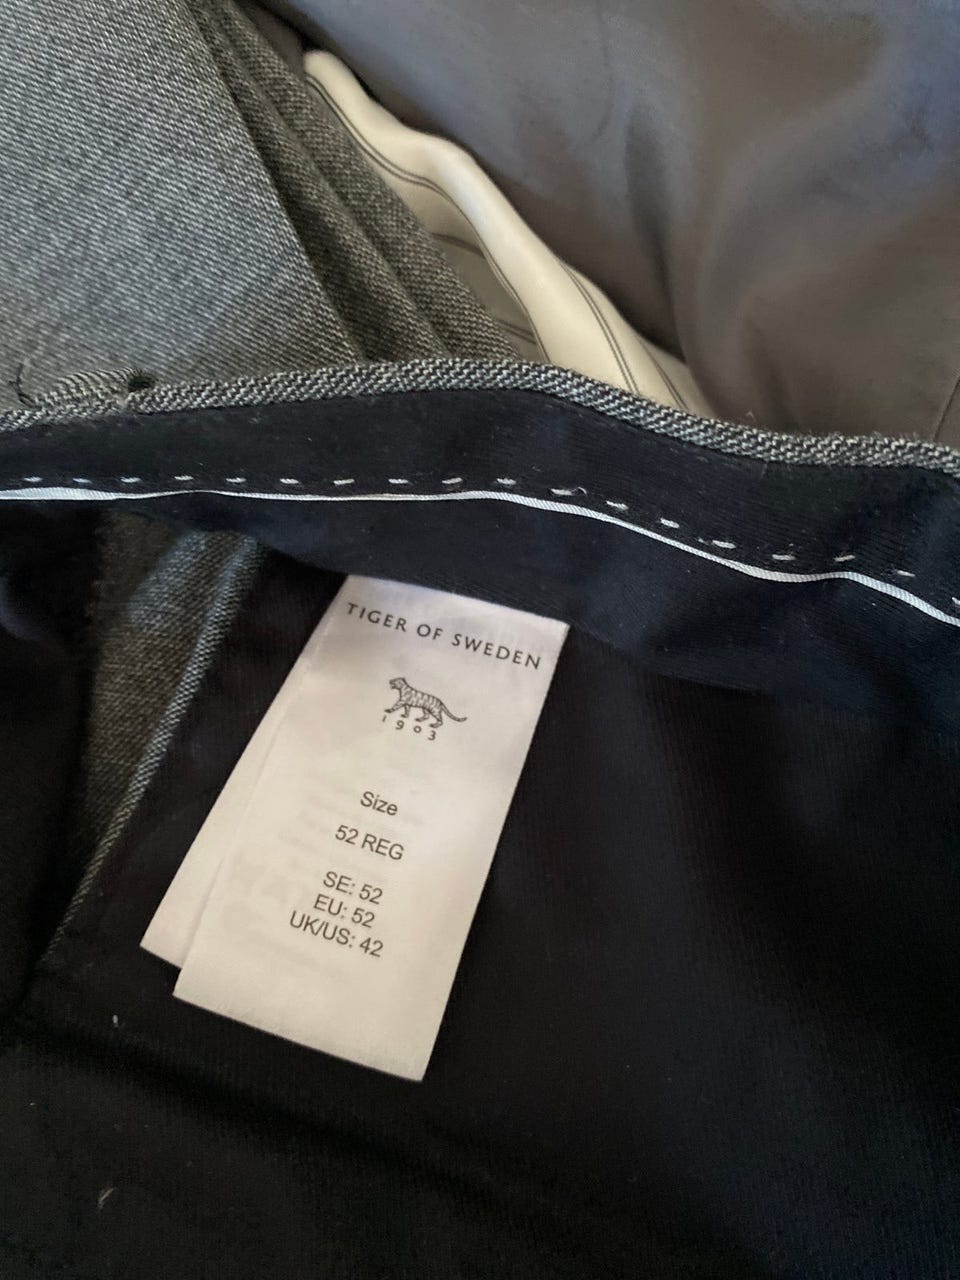 TIGER OF SWEDEN
1903
Size
52 REG
SE: 52
EU: 52
UK/US: 42